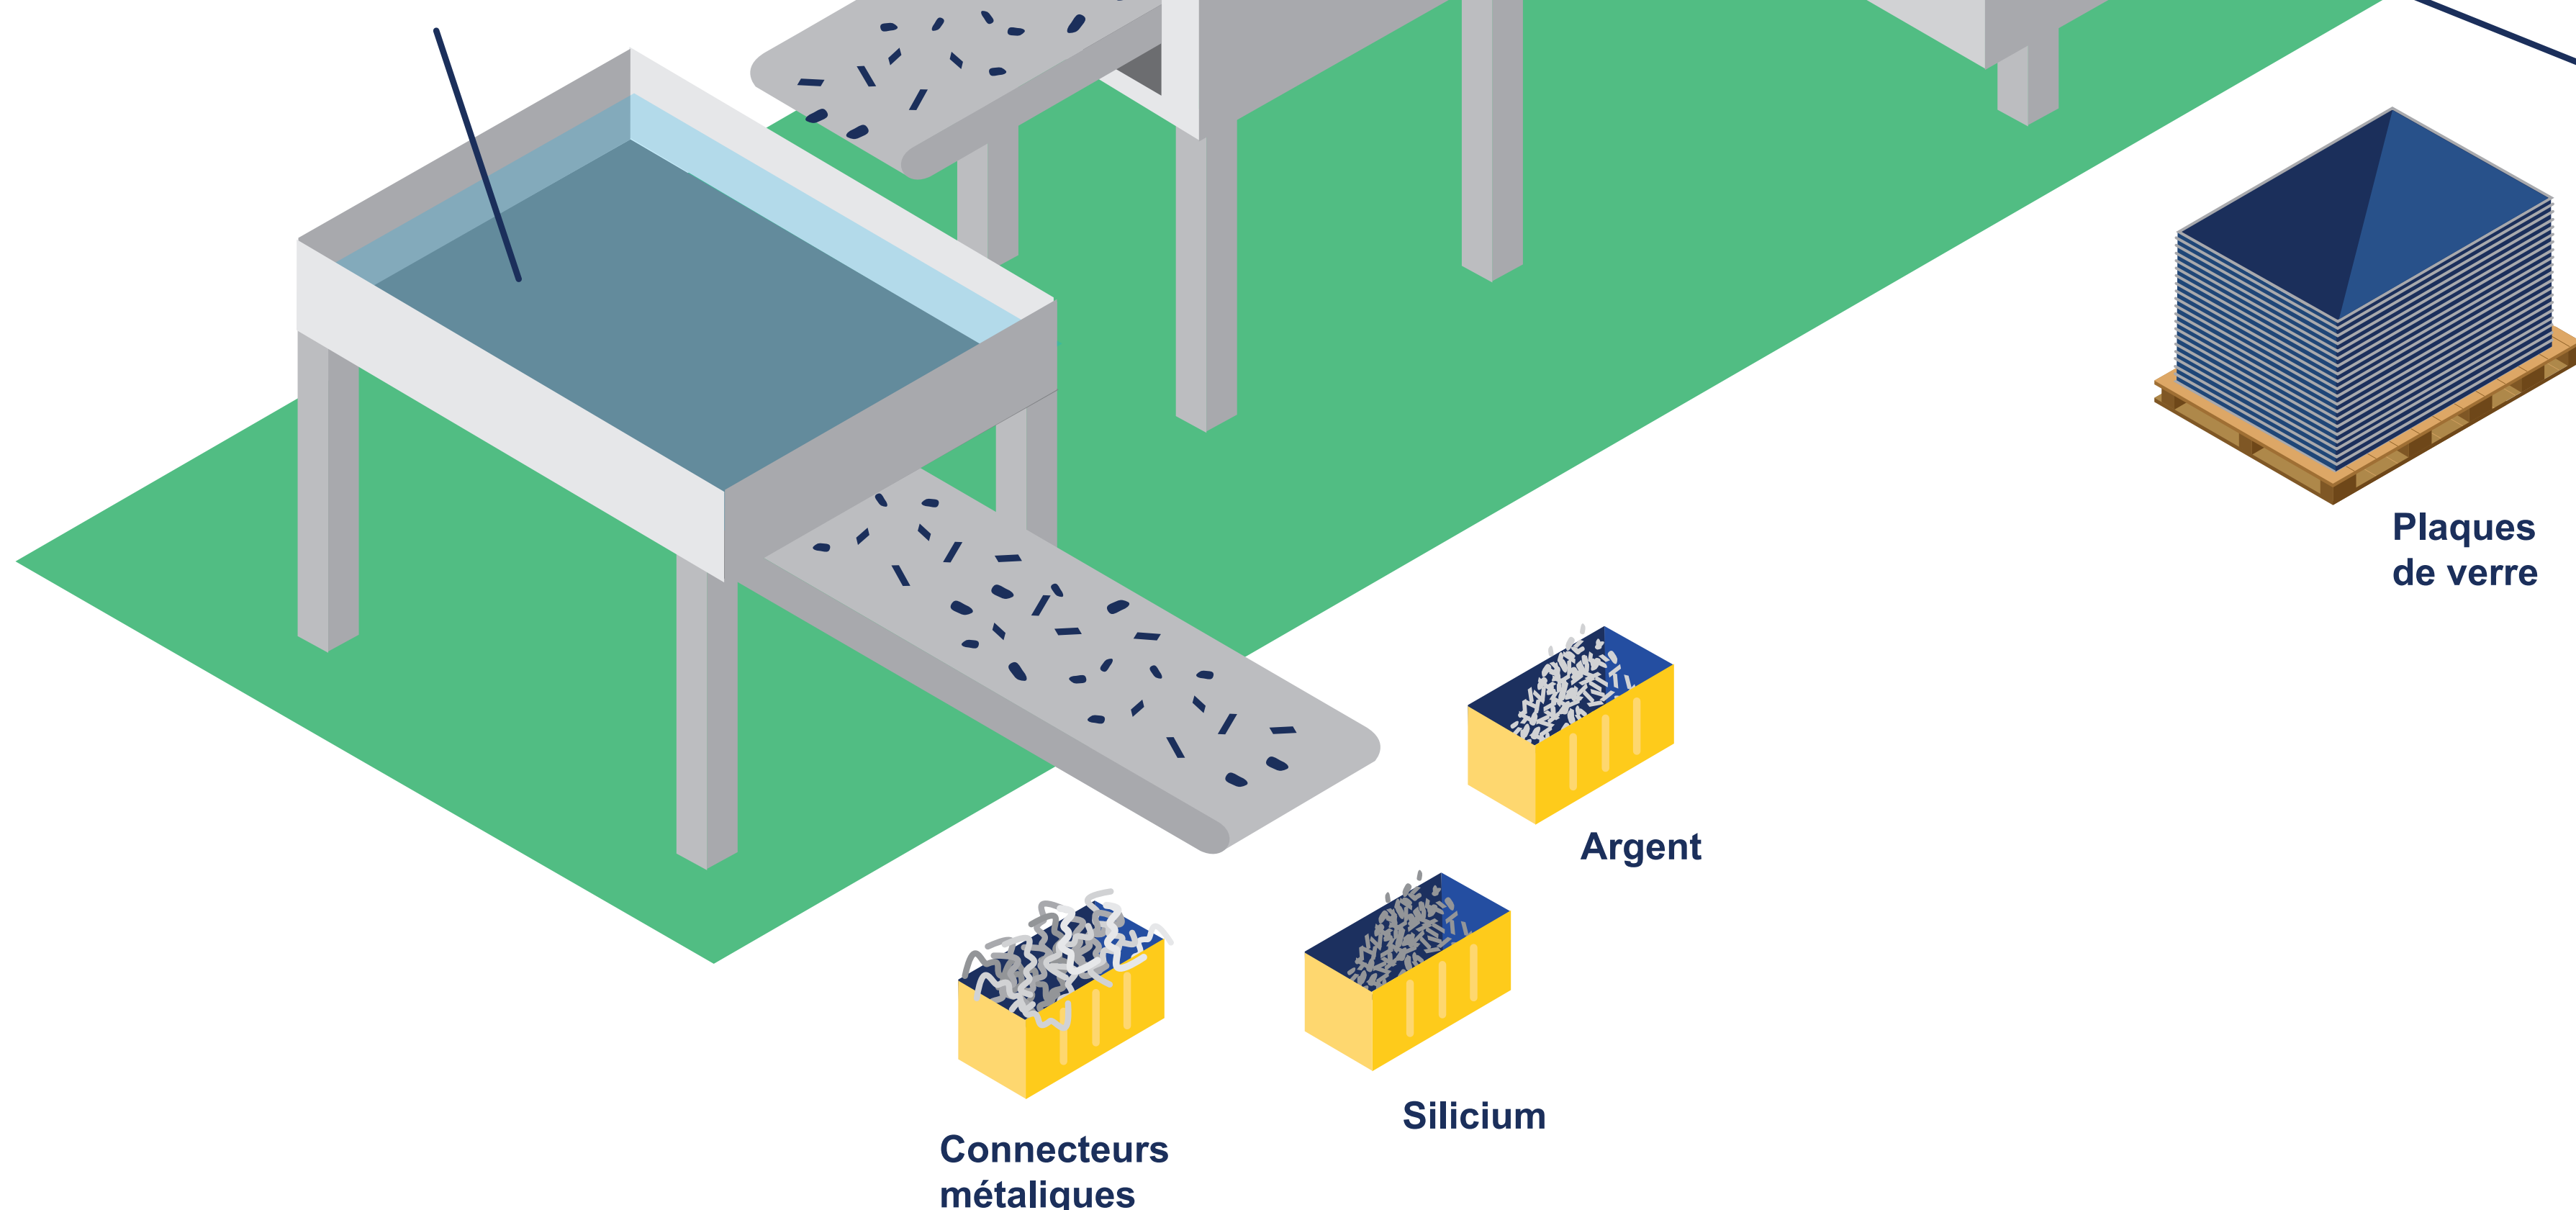 Plaques
de verre
Argent
Silicium
Connecteurs
métaliques